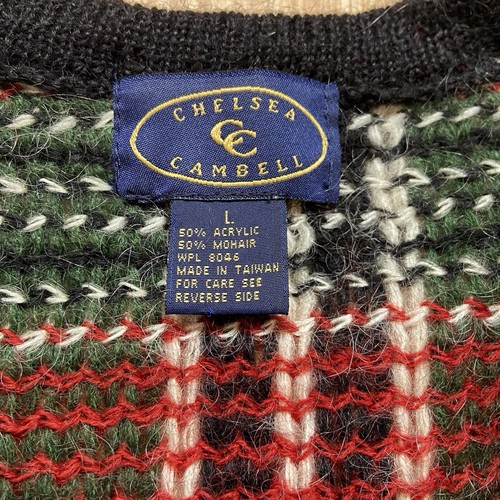 CHELSEA
CC
CAMBELL
L
50% ACRYLIC
50% MOHAIR
WPL 8046
MADE IN TAIWAN
FOR CARE SEE
REVERSE SIDE